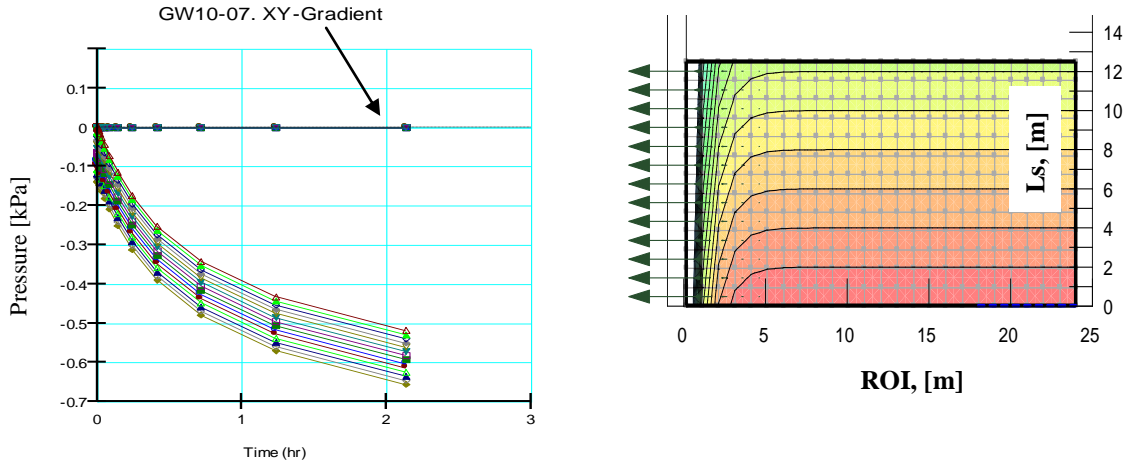 GW10-07. XY-Gradient
0.1
0
-0.1
-0.2
-0.3
-0.4
-0.5
-0.6
-0.7
Pressure [kPa]
0 1 2 3
Time (hr)
14
12
10
8
6
4
2
0
Ls, [m]
0 5 10 15 20 25
ROI, [m]